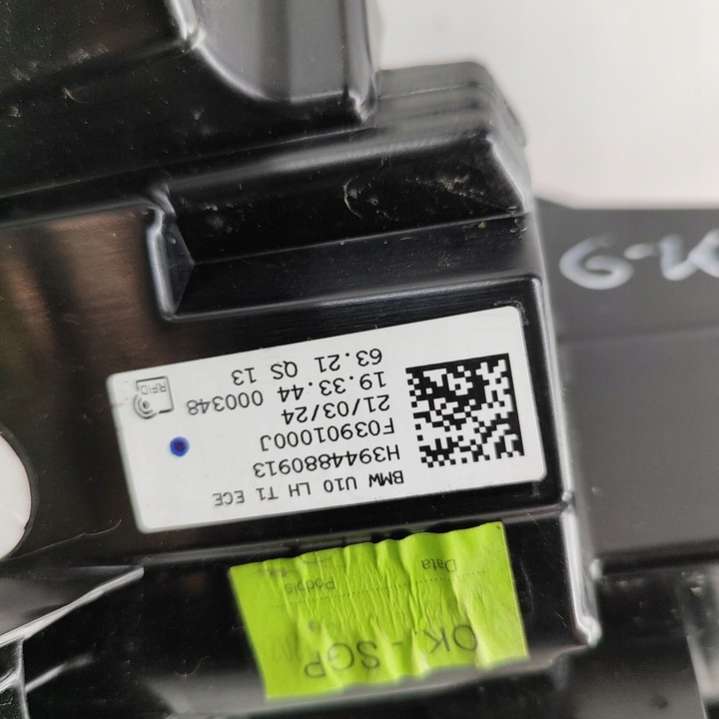 BMW U10 LH T1 ECE
H3944880913
F03901000J
21/03/24
19.33.44 000348
63.21 QS 13
RFID
OK.-SGP
Podpis
Data